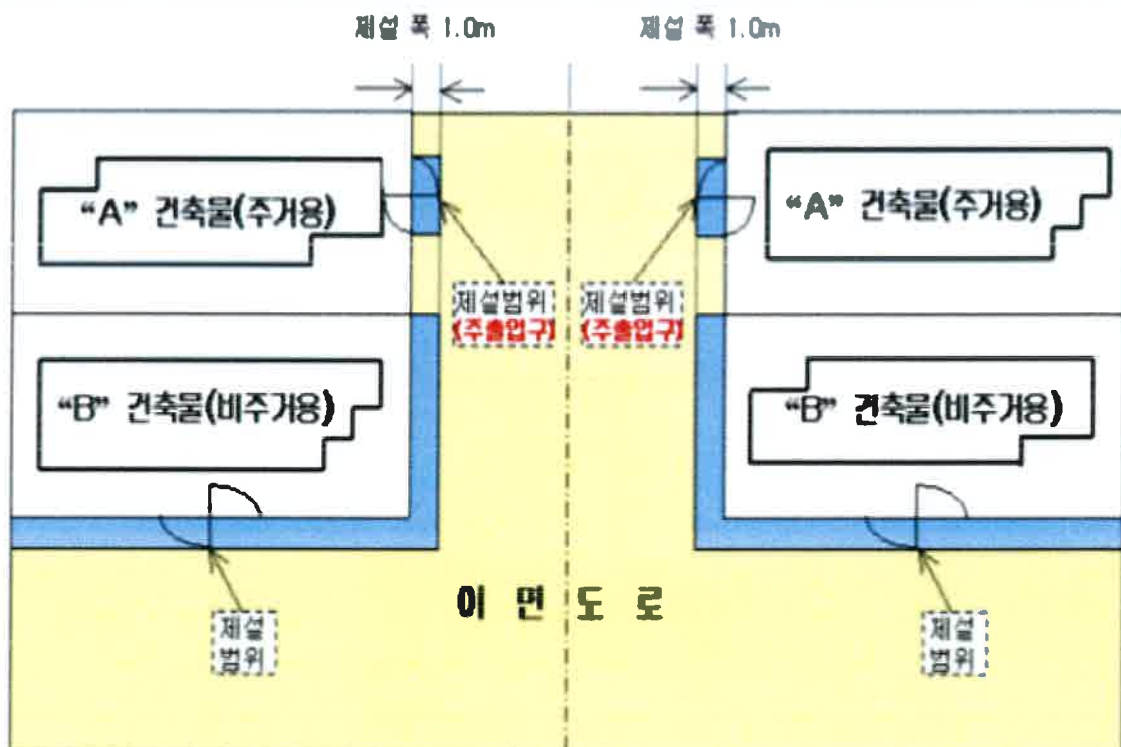 제설 폭 1.0m
제설 폭 1.0m
“A” 건축물(주거용)
“A” 건축물(주거용)
제설범위
(주출입구)
제설범위
(주출입구)
“B” 건축물(비주거용)
“B” 건축물(비주거용)
이 면 도 로
제설
범위
제설
범위